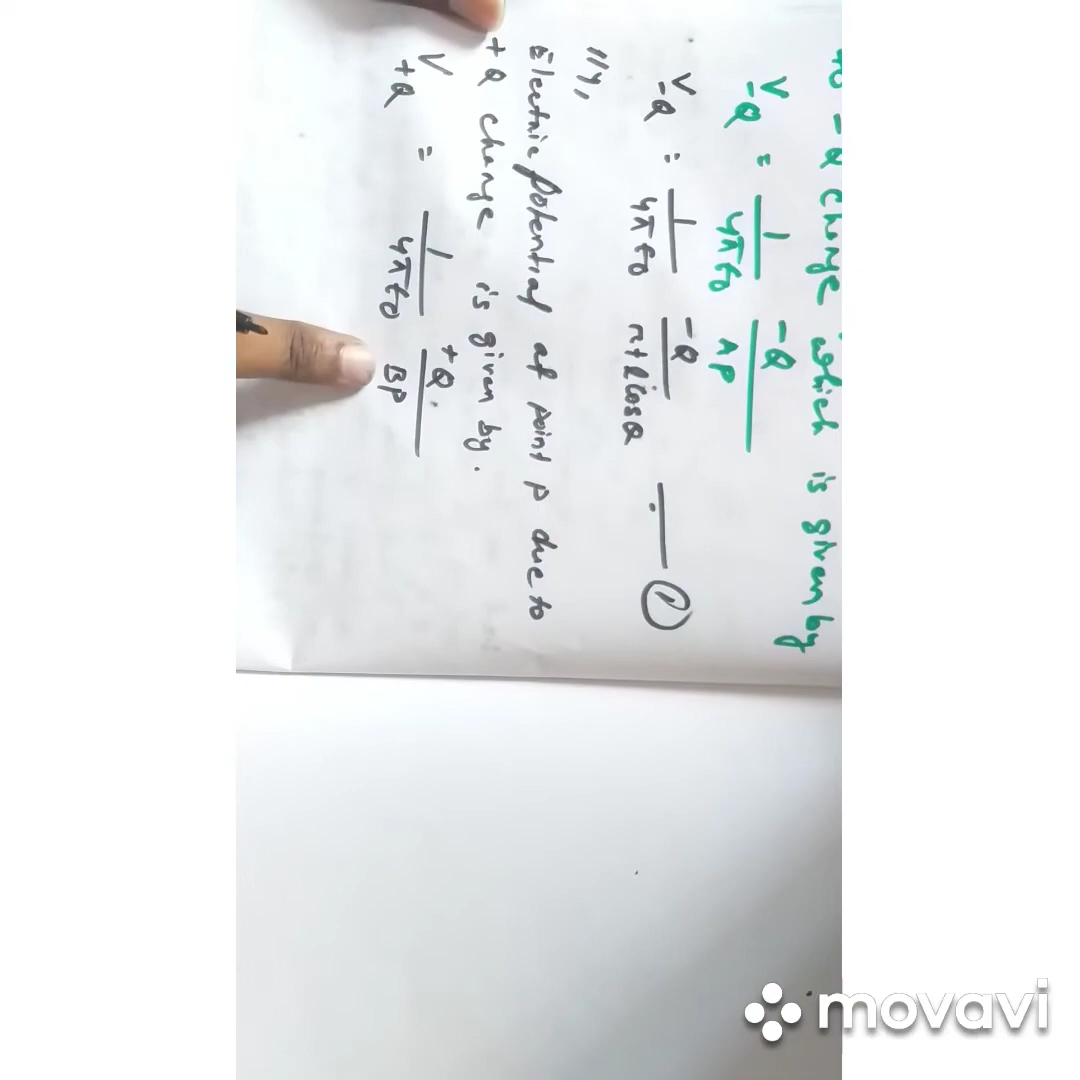 to -Q charge which is given by
V-Q = 1/4πε0 -Q/AP
V-Q = 1/4πε0 -Q/r+lcosθ — ①
lly,
Electric potential at point P due to
+Q charge is given by.
V+Q = 1/4πε0 +Q/BP
movavi